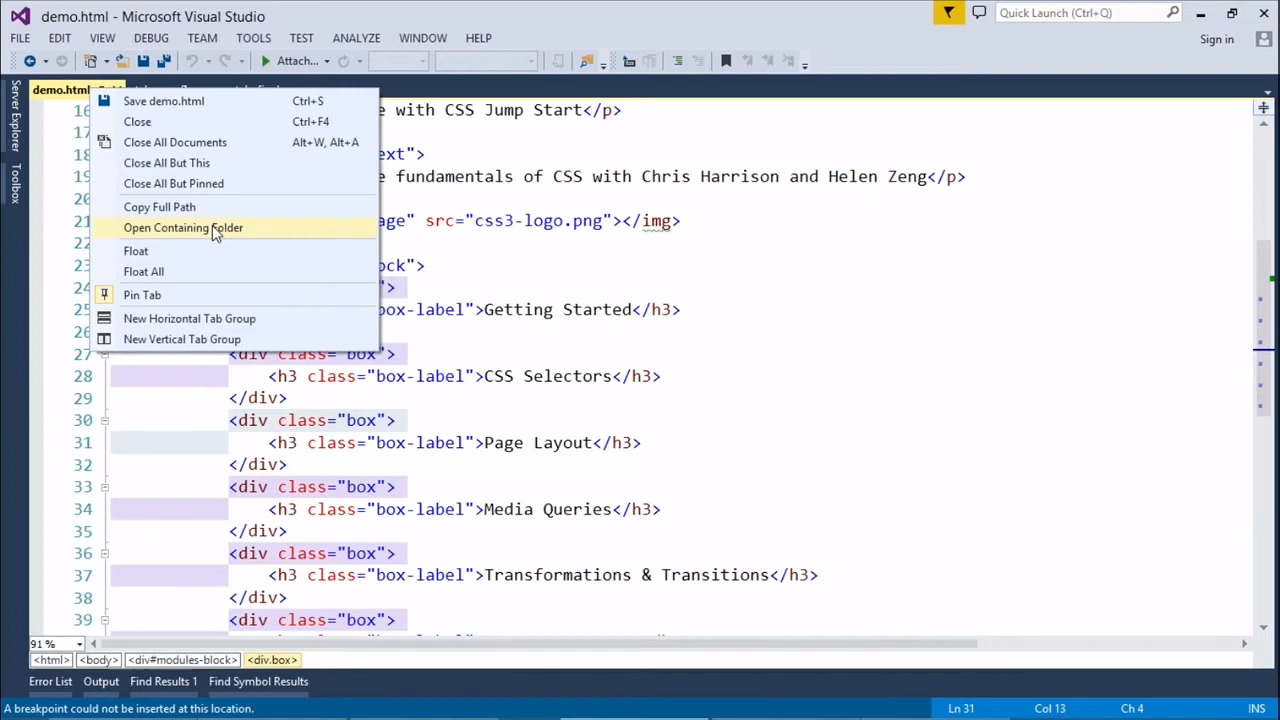 demo.html - Microsoft Visual Studio
Quick Launch (Ctrl+Q)
FILE EDIT VIEW DEBUG TEAM TOOLS TEST ANALYZE WINDOW HELP
Sign in
Attach...
Server Explorer
Toolbox
demo.html
Save demo.html Ctrl+S
Close Ctrl+F4
Close All Documents Alt+W, Alt+A
Close All But This
Close All But Pinned
Copy Full Path
Open Containing Folder
Float
Float All
Pin Tab
New Horizontal Tab Group
New Vertical Tab Group
16 e with CSS Jump Start</p>
17
18 ext">
19 e fundamentals of CSS with Chris Harrison and Helen Zeng</p>
20
21 age" src="css3-logo.png"></img>
22
23 ock">
24 ">
25 box-label">Getting Started</h3>
26
27 <div class="box">
28 <h3 class="box-label">CSS Selectors</h3>
29 </div>
30 <div class="box">
31 <h3 class="box-label">Page Layout</h3>
32 </div>
33 <div class="box">
34 <h3 class="box-label">Media Queries</h3>
35 </div>
36 <div class="box">
37 <h3 class="box-label">Transformations & Transitions</h3>
38 </div>
39 <div class="box">
91 %
<html> <body> <div#modules-block> <div.box>
Error List Output Find Results 1 Find Symbol Results
A breakpoint could not be inserted at this location. Ln 31 Col 13 Ch 4 INS